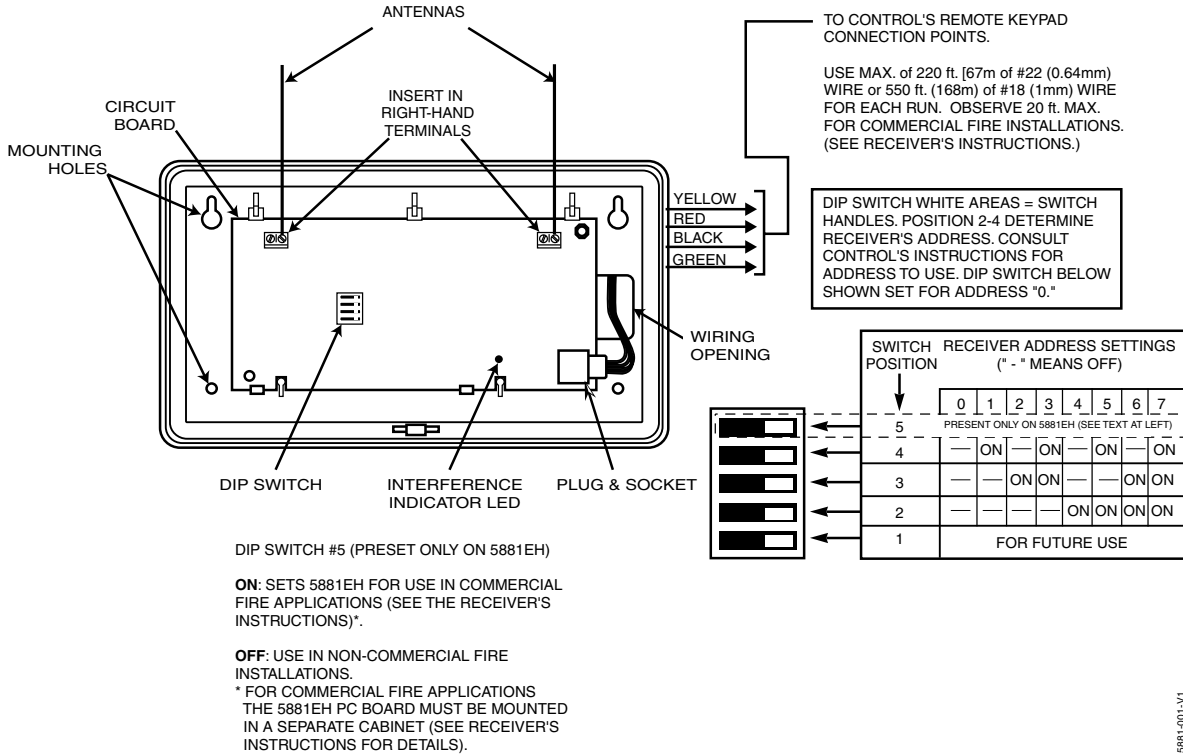 ANTENNAS
TO CONTROL'S REMOTE KEYPAD
CONNECTION POINTS.
USE MAX. of 220 ft. [67m of #22 (0.64mm)
WIRE or 550 ft. (168m) of #18 (1mm) WIRE
FOR EACH RUN. OBSERVE 20 ft. MAX.
FOR COMMERCIAL FIRE INSTALLATIONS.
(SEE RECEIVER'S INSTRUCTIONS.)
CIRCUIT
BOARD
INSERT IN
RIGHT-HAND
TERMINALS
MOUNTING
HOLES
YELLOW
RED
BLACK
GREEN
DIP SWITCH WHITE AREAS = SWITCH
HANDLES. POSITION 2-4 DETERMINE
RECEIVER'S ADDRESS. CONSULT
CONTROL'S INSTRUCTIONS FOR
ADDRESS TO USE. DIP SWITCH BELOW
SHOWN SET FOR ADDRESS "0."
WIRING
OPENING
SWITCH
POSITION
RECEIVER ADDRESS SETTINGS
(" - " MEANS OFF)
0 1 2 3 4 5 6 7
5 PRESENT ONLY ON 5881EH (SEE TEXT AT LEFT)
4 — ON — ON — ON — ON
3 — — ON ON — — ON ON
2 — — — — ON ON ON ON
1 FOR FUTURE USE
DIP SWITCH
INTERFERENCE
INDICATOR LED
PLUG & SOCKET
DIP SWITCH #5 (PRESET ONLY ON 5881EH)
ON: SETS 5881EH FOR USE IN COMMERCIAL
FIRE APPLICATIONS (SEE THE RECEIVER'S
INSTRUCTIONS)*.
OFF: USE IN NON-COMMERCIAL FIRE
INSTALLATIONS.
* FOR COMMERCIAL FIRE APPLICATIONS
THE 5881EH PC BOARD MUST BE MOUNTED
IN A SEPARATE CABINET (SEE RECEIVER'S
INSTRUCTIONS FOR DETAILS).
5881-001-V1